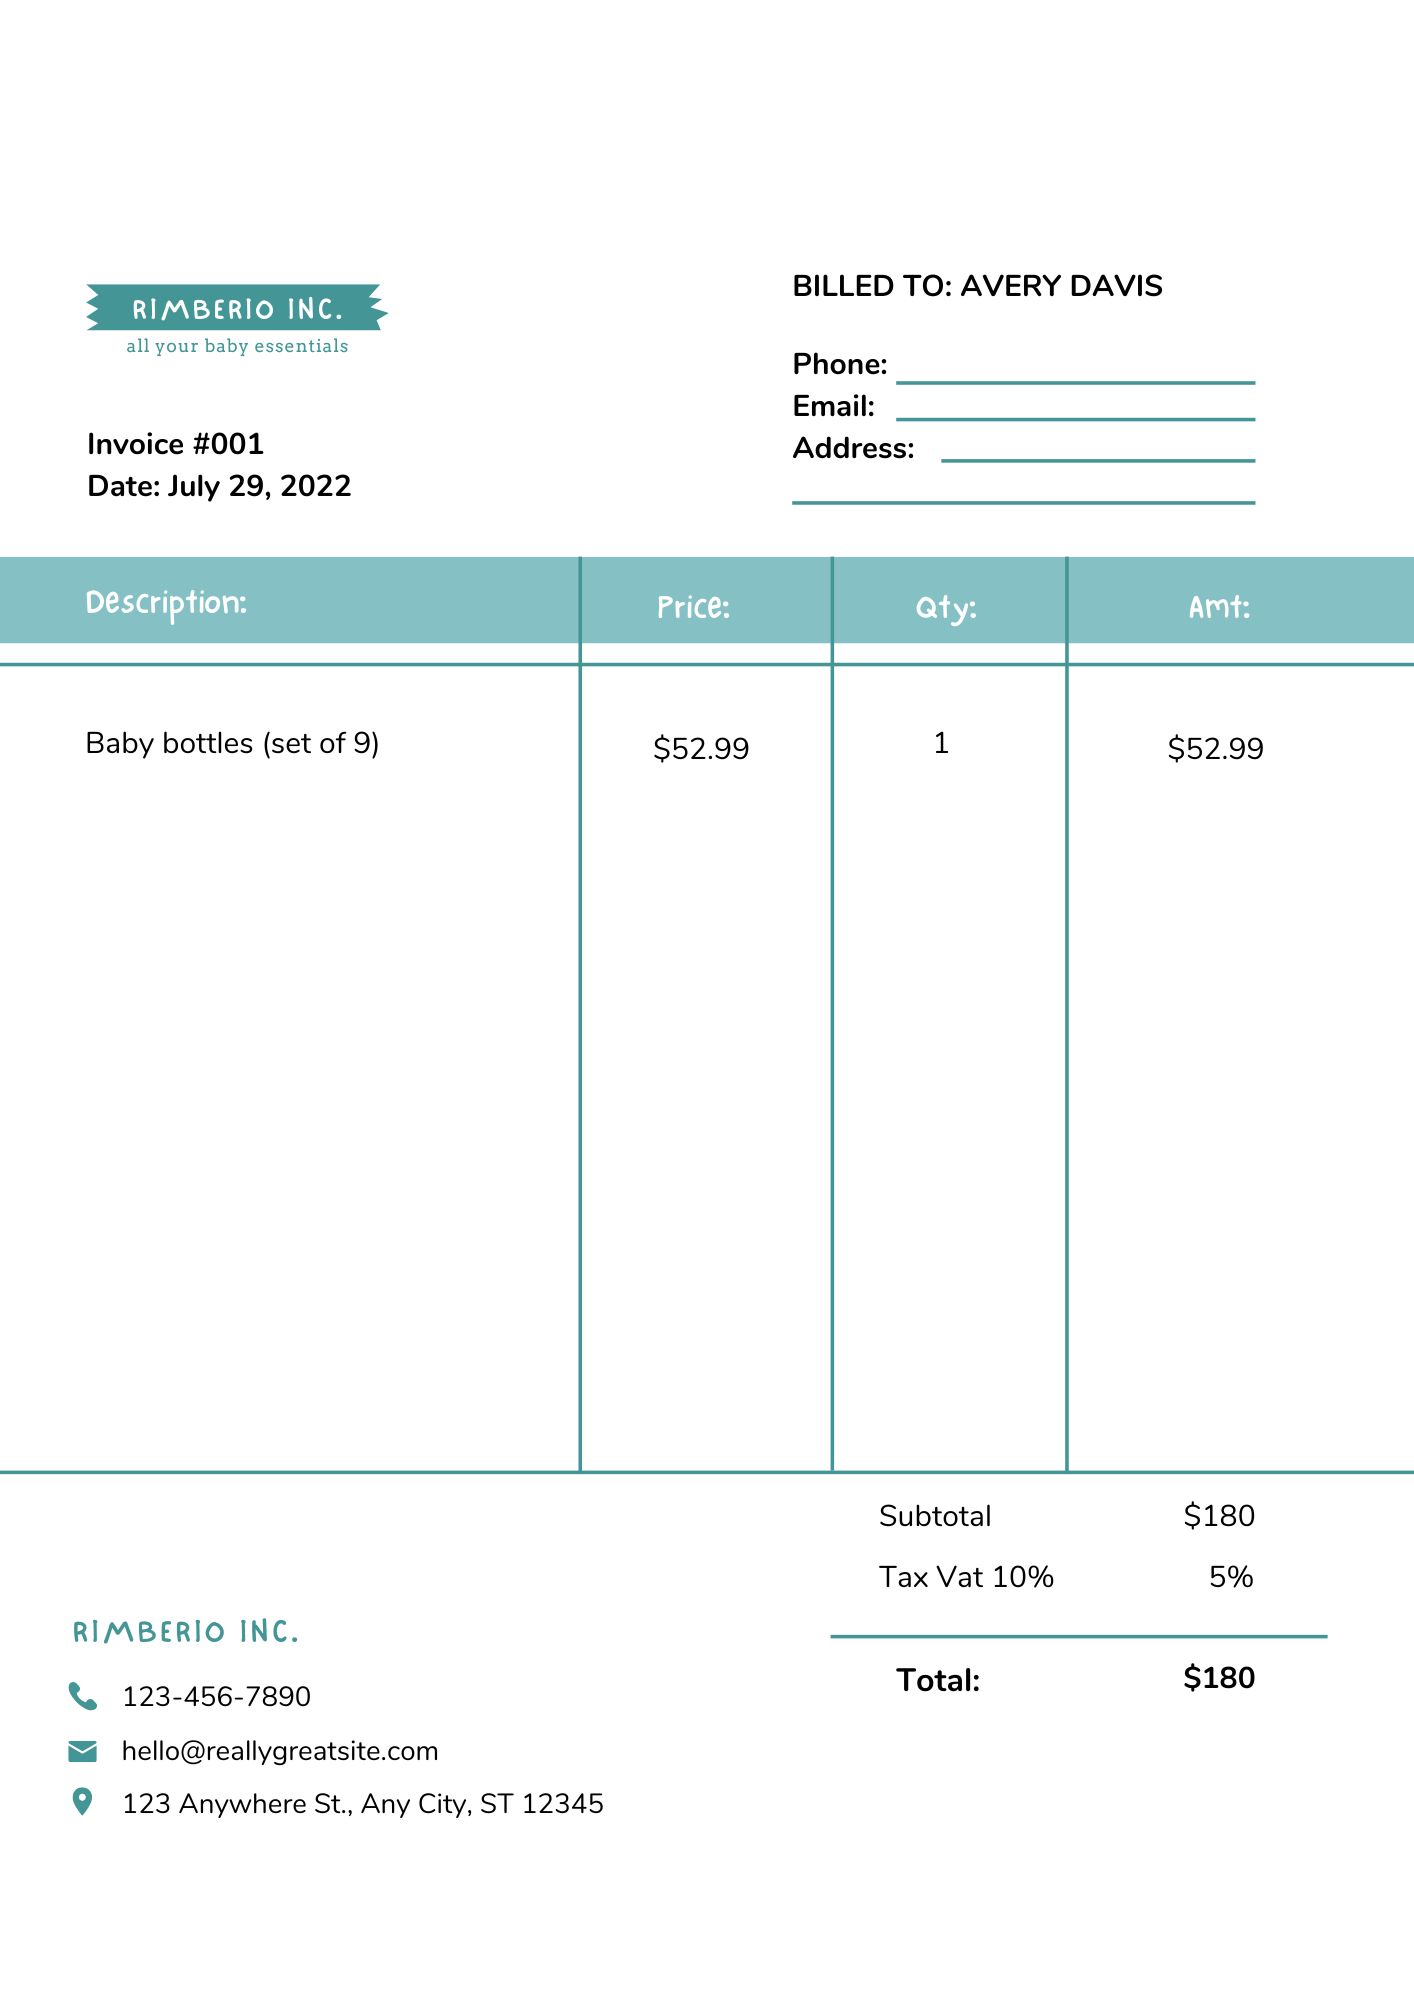 RIMBERIO INC.
all your baby essentials
Invoice #001
Date: July 29, 2022
BILLED TO: AVERY DAVIS
Phone:
Email:
Address:
Description: Price: Qty: Amt:
Baby bottles (set of 9) $52.99 1 $52.99
Subtotal $180
Tax Vat 10% 5%
Total: $180
RIMBERIO INC.
123-456-7890
hello@reallygreatsite.com
123 Anywhere St., Any City, ST 12345